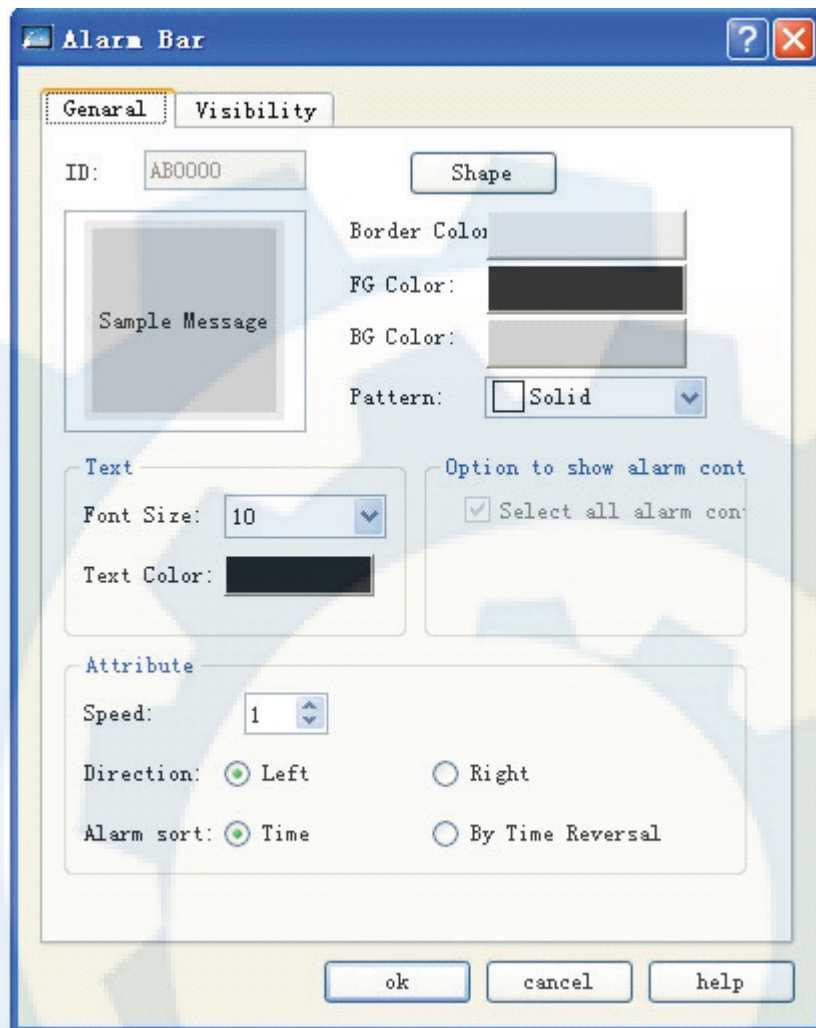 Alarm Bar
Genaral Visibility
ID: AB0000 Shape
Border Color
FG Color:
Sample Message
BG Color:
Pattern: Solid
Text Option to show alarm cont
Font Size: 10 Select all alarm con
Text Color:
Attribute
Speed: 1
Direction: Left Right
Alarm sort: Time By Time Reversal
ok cancel help